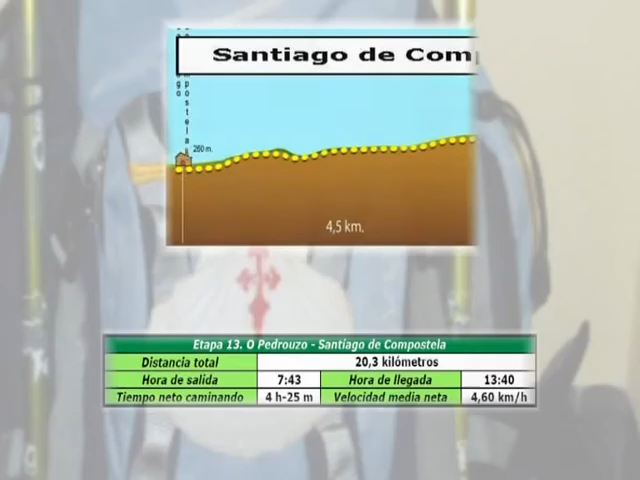 Santiago de Comp
260 m.
4,5 km.
Etapa 13. O Pedrouzo - Santiago de Compostela
Distancia total 20,3 kilómetros
Hora de salida 7:43 Hora de llegada 13:40
Tiempo neto caminando 4 h-25 m Velocidad media neta 4,60 km/h